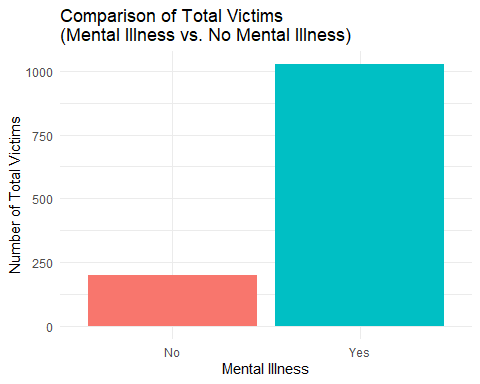 Comparison of Total Victims
(Mental Illness vs. No Mental Illness)
Number of Total Victims
1000
750
500
250
0
No
Yes
Mental Illness